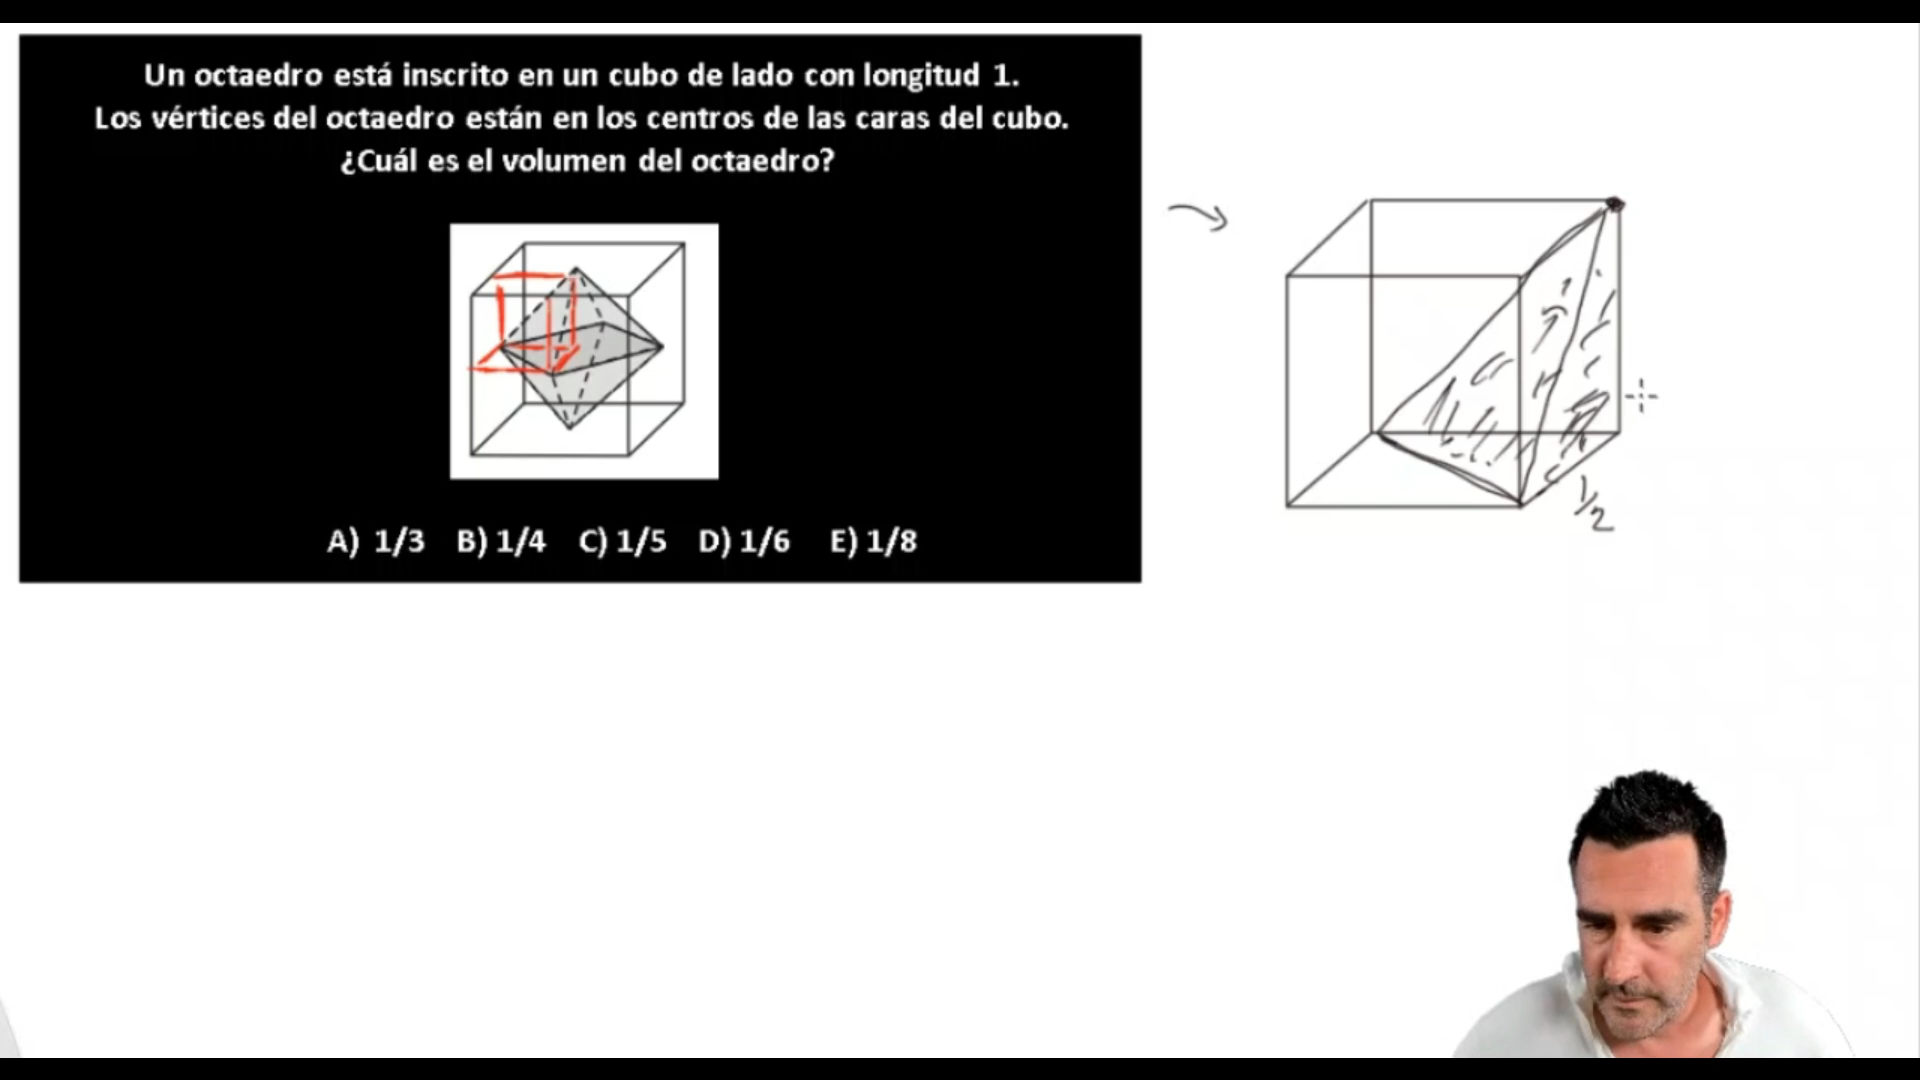 Un octaedro está inscrito en un cubo de lado con longitud 1.
Los vértices del octaedro están en los centros de las caras del cubo.
¿Cuál es el volumen del octaedro?
A) 1/3 B) 1/4 C) 1/5 D) 1/6 E) 1/8
1/2